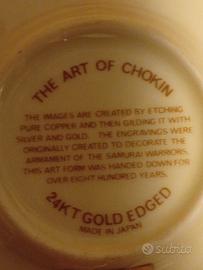 THE ART OF CHOKIN
THE IMAGES ARE CREATED BY ETCHING
PURE COPPER AND THEN GILDING IT WITH
SILVER AND GOLD. THE ENGRAVINGS WERE
ORIGINALLY CREATED TO DECORATE THE
ARMAMENT OF THE SAMURAI WARRIORS.
THIS ART FORM WAS HANDED DOWN FOR
OVER EIGHT HUNDRED YEARS.
24KT GOLD EDGED
MADE IN JAPAN
subito